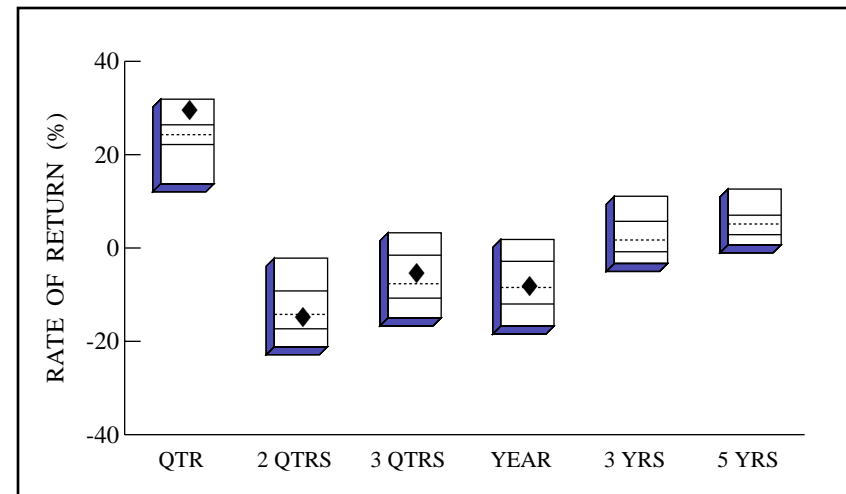 RATE OF RETURN (%)
40
20
0
-20
-40
QTR 2 QTRS 3 QTRS YEAR 3 YRS 5 YRS